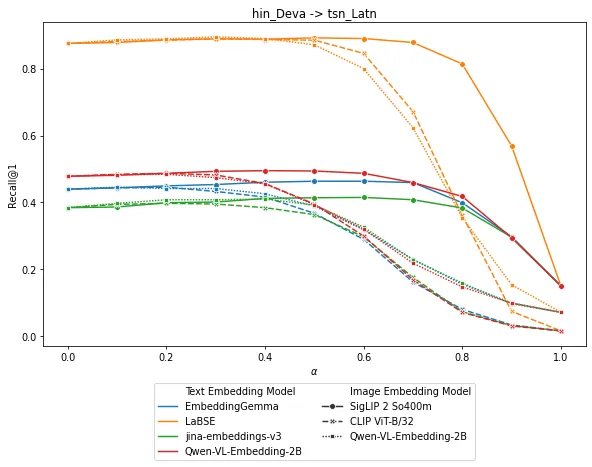 hin_Deva -> tsn_Latn
Recall@1
0.8
0.6
0.4
0.2
0.0
0.0 0.2 0.4 0.6 0.8 1.0
α
Text Embedding Model Image Embedding Model
EmbeddingGemma SigLIP 2 So400m
LaBSE CLIP ViT-B/32
jina-embeddings-v3 Qwen-VL-Embedding-2B
Qwen-VL-Embedding-2B